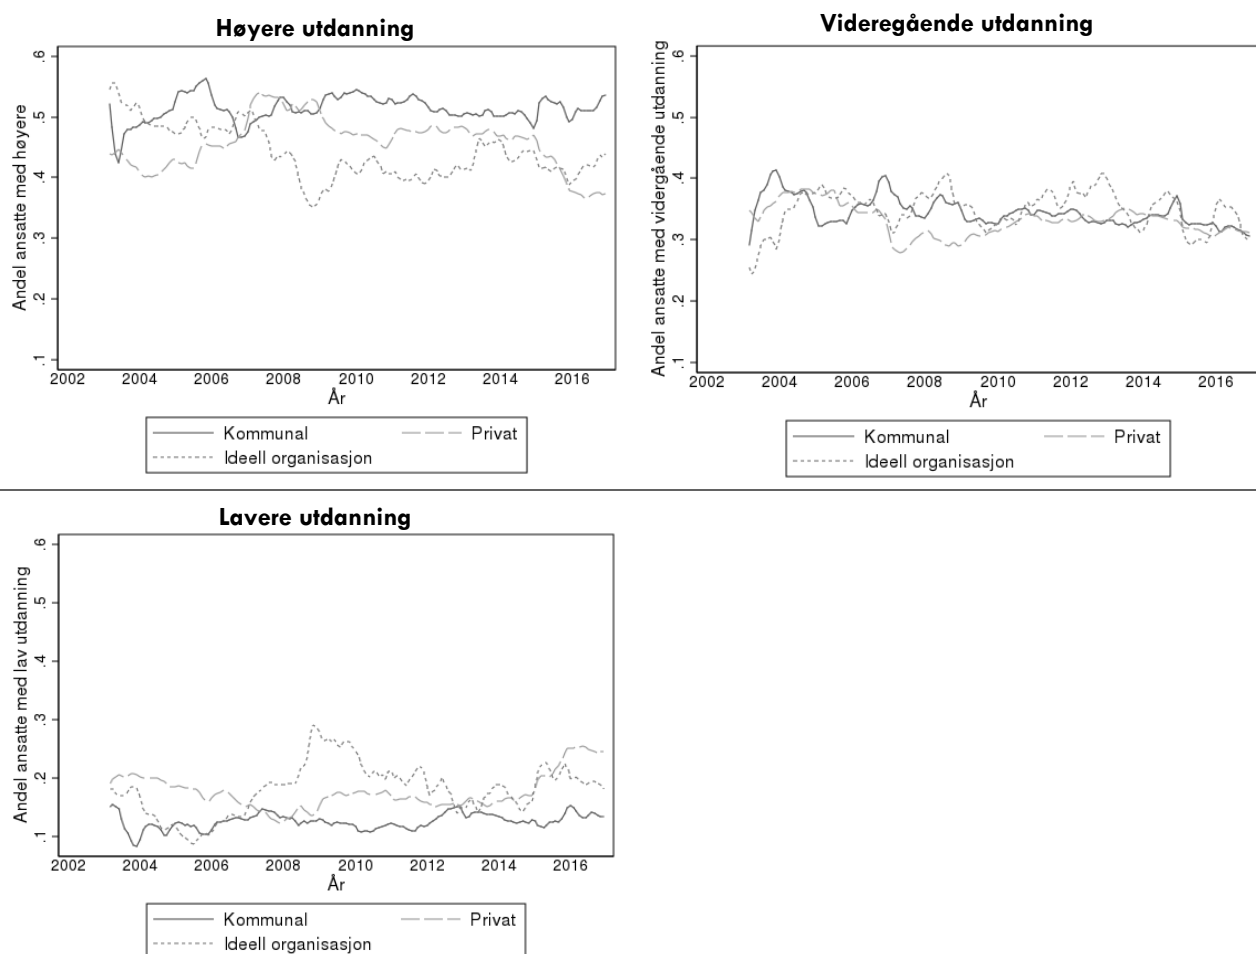 Høyere utdanning
Andel ansatte med høyere
.6
.5
.4
.3
.2
.1
2002 2004 2006 2008 2010 2012 2014 2016
År
Kommunal Privat
Ideell organisasjon
Videregående utdanning
Andel ansatte med vidergående utdanning
.6
.5
.4
.3
.2
.1
2002 2004 2006 2008 2010 2012 2014 2016
År
Kommunal Privat
Ideell organisasjon
Lavere utdanning
Andel ansatte med lav utdanning
.6
.5
.4
.3
.2
.1
2002 2004 2006 2008 2010 2012 2014 2016
År
Kommunal Privat
Ideell organisasjon